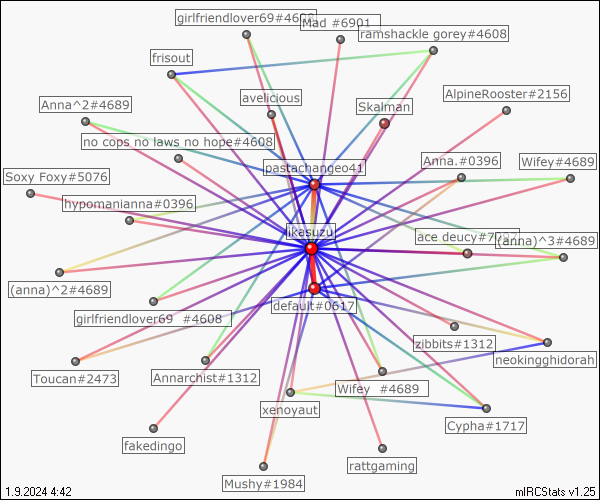 girlfriendlover69#4608
Mad #6901
ramshackle gorey#4608
frisout
Anna^2#4689
avelicious
Skalman
AlpineRooster#2156
no cops no laws no hope#4608
pastachangeo41
Anna.#0396
Wifey#4689
Soxy Foxy#5076
hypomanianna#0396
ikasuzu
ace deucy#
(anna)^3#4689
(anna)^2#4689
default#0617
girlfriendlover69 #4608
zibbits#1312
neokingghidorah
Toucan#2473
Annarchist#1312
Wifey #4689
xenoyaut
Cypha#1717
fakedingo
rattgaming
Mushy#1984
1.9.2024 4:42
mIRCStats v1.25